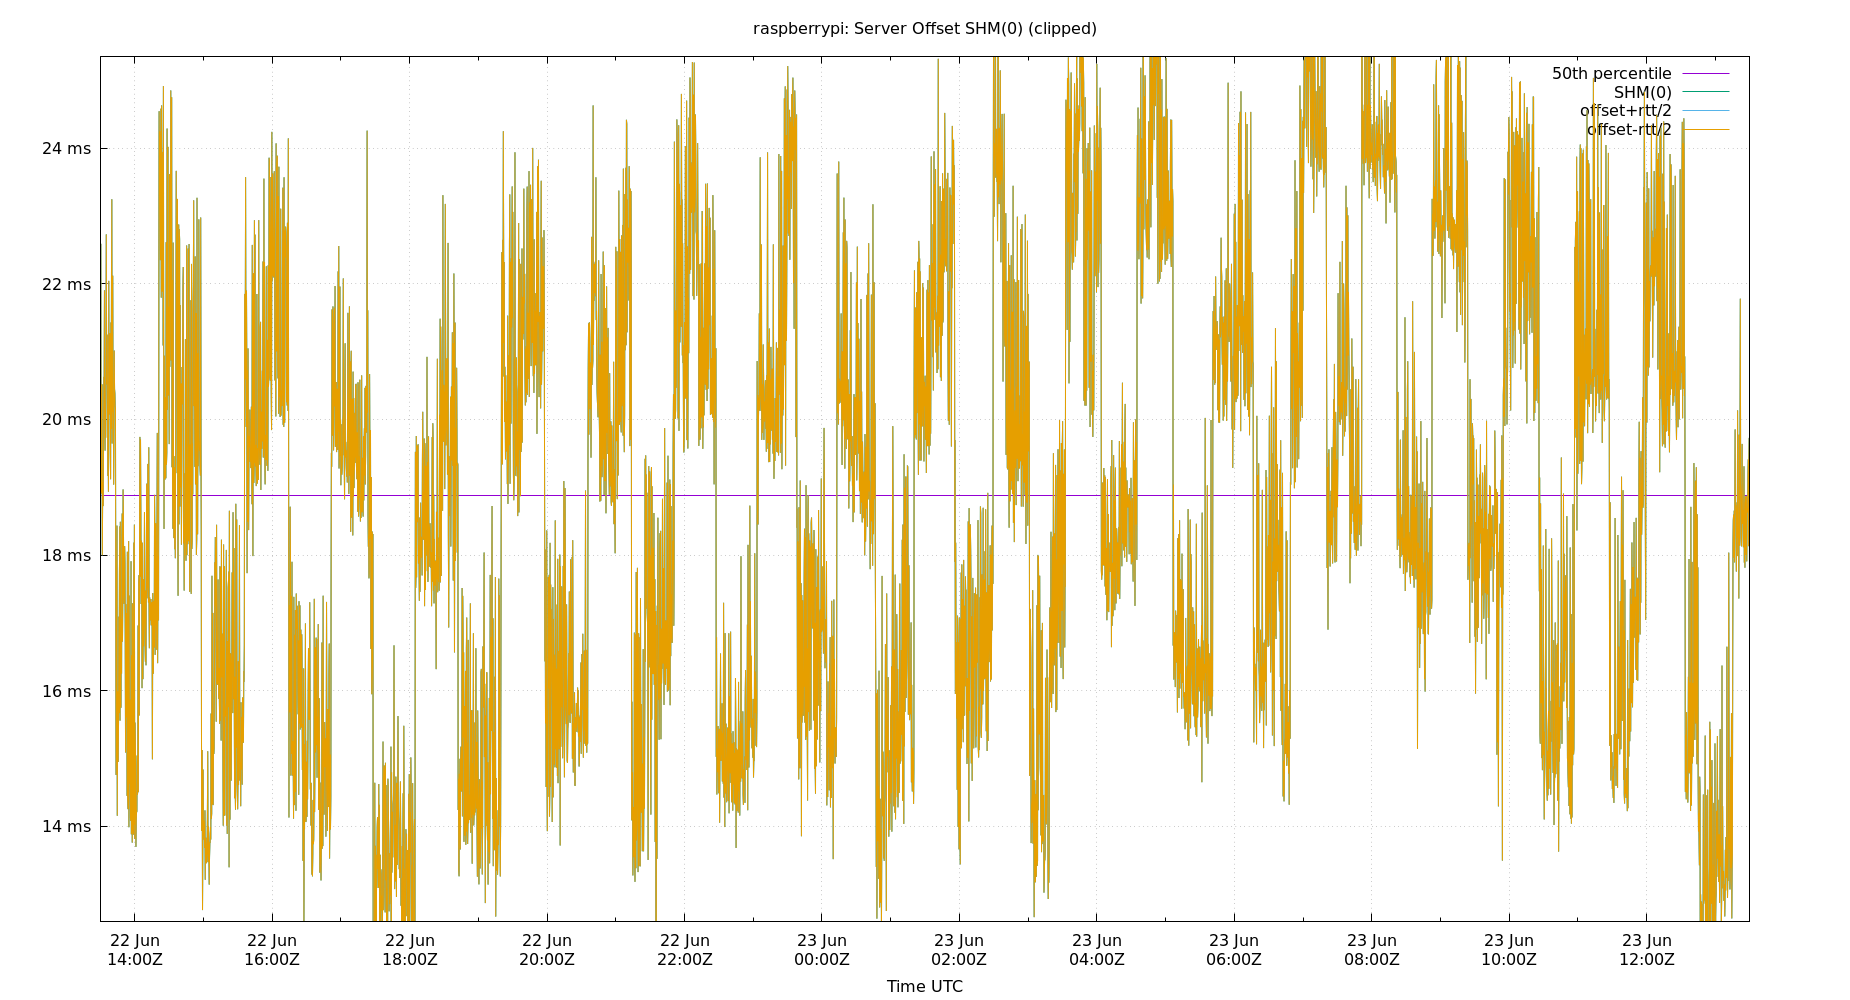 raspberrypi: Server Offset SHM(0) (clipped)
50th percentile
SHM(0)
offset+rtt/2
offset-rtt/2
24 ms
22 ms
20 ms
18 ms
16 ms
14 ms
22 Jun 22 Jun 22 Jun 22 Jun 22 Jun 23 Jun 23 Jun 23 Jun 23 Jun 23 Jun 23 Jun 23 Jun
14:00Z 16:00Z 18:00Z 20:00Z 22:00Z 00:00Z 02:00Z 04:00Z 06:00Z 08:00Z 10:00Z 12:00Z
Time UTC